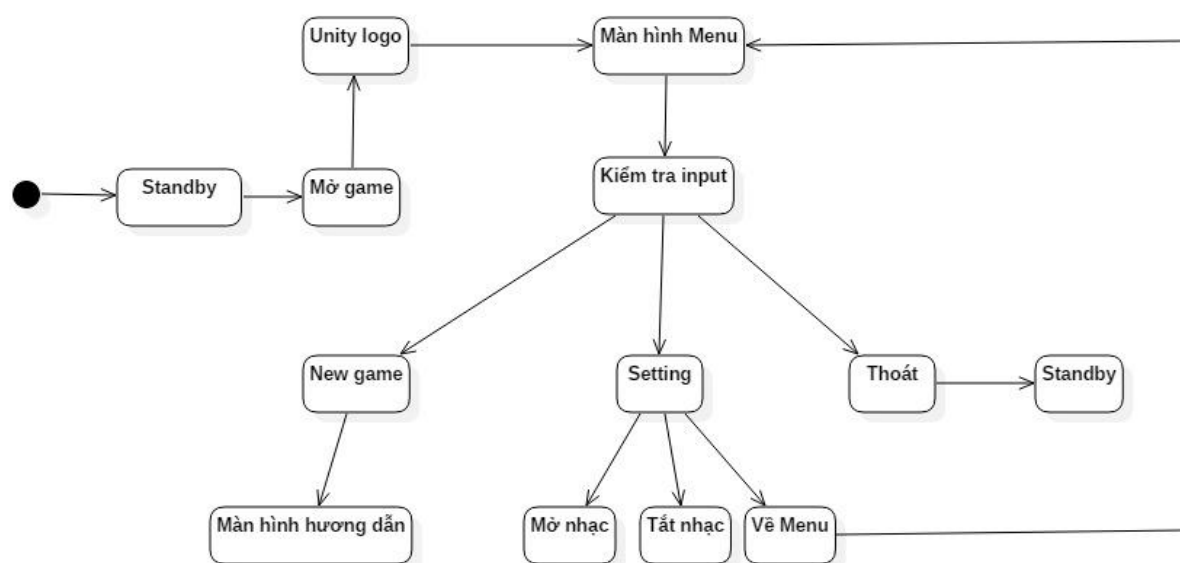 Unity logo
Màn hình Menu
Standby
Mở game
Kiểm tra input
New game
Setting
Thoát
Standby
Màn hình hương dẫn
Mở nhạc
Tắt nhạc
Về Menu